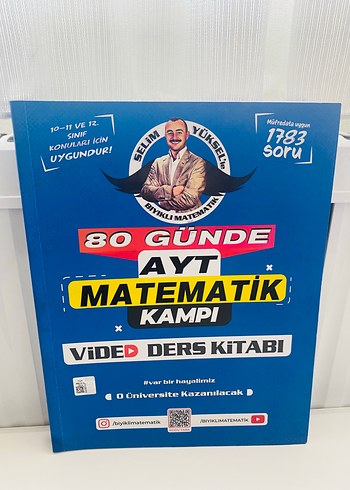 10-11 VE 12.
SINIF
KONULARI İÇİN
UYGUNDUR!
Müfredata uygun
1783
SORU
SELİM YÜKSEL'le
BIYIKLI MATEMATİK
80 GÜNDE
AYT
MATEMATİK
KAMPI
VİDEO DERS KİTABI
#var bir hayalimiz
O Üniversite Kazanılacak
/biyiklimatematik
/BIYIKLIMATEMATIK